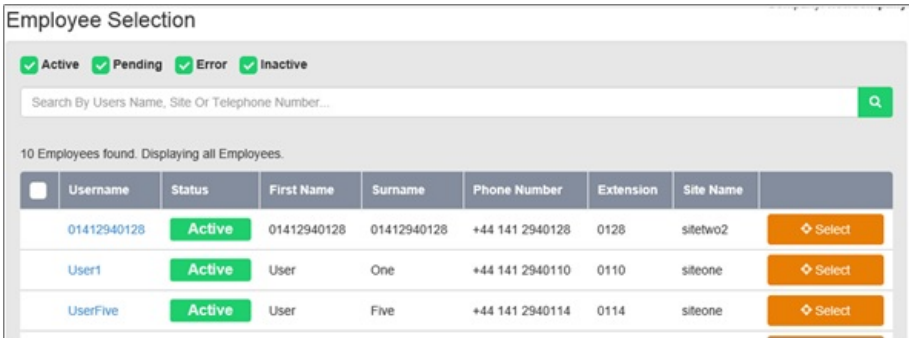 Employee Selection
Active Pending Error Inactive
Search By Users Name, Site Or Telephone Number...
10 Employees found. Displaying all Employees.
Username Status First Name Surname Phone Number Extension Site Name
01412940128 Active 01412940128 01412940128 +44 141 2940128 0128 sitetwo2 Select
User1 Active User One +44 141 2940110 0110 siteone Select
UserFive Active User Five +44 141 2940114 0114 siteone Select